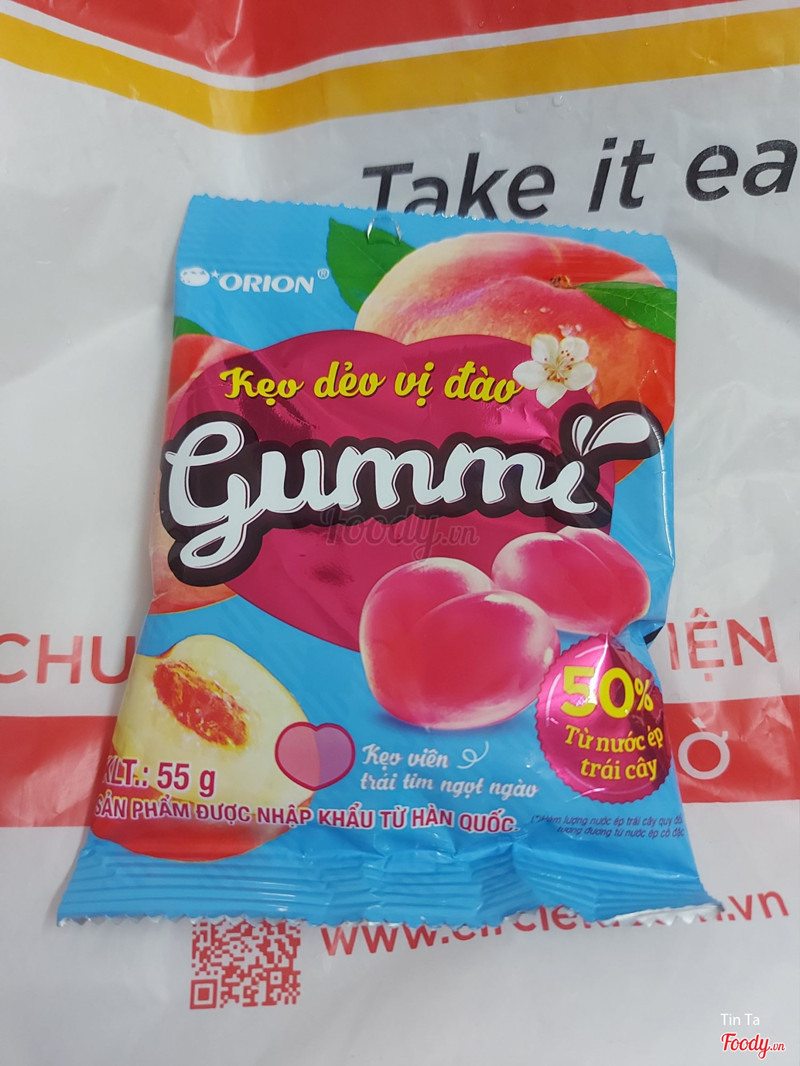 Take it ea
ORION®
Kẹo dẻo vị đào
Gummi
Foody.vn
50%
Từ nước ép
trái cây
Kẹo viên
trái tim ngọt ngào
KLT.: 55 g
SẢN PHẨM ĐƯỢC NHẬP KHẨU TỪ HÀN QUỐC.
CHU
IỆN
Ờ
www.circlek.com.vn
Tin Ta
Foody.vn